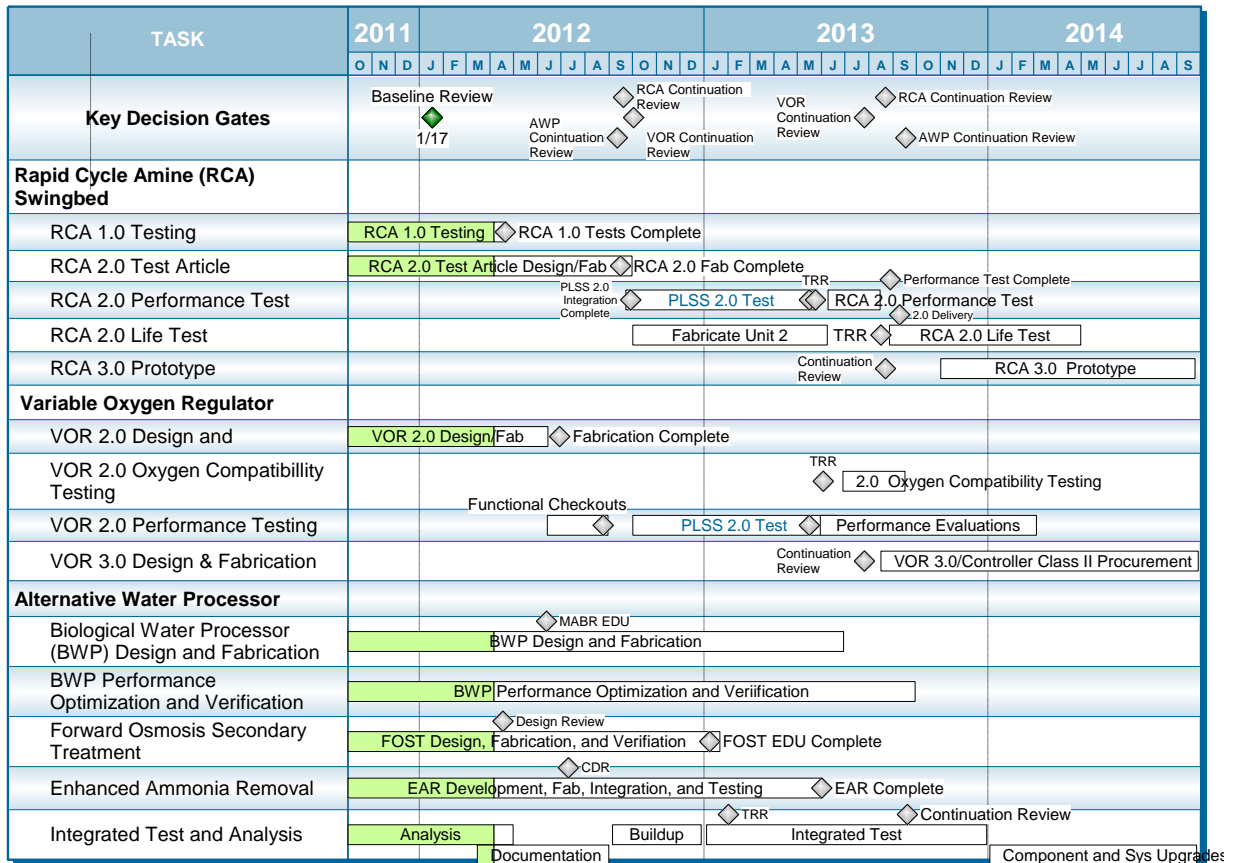 TASK
2011 2012 2013 2014
O N D J F M A M J J A S O N D J F M A M J J A S O N D J F M A M J J A S
Key Decision Gates
Baseline Review
1/17
AWP
Conintuation
Review
RCA Continuation
Review
VOR Continuation
Review
VOR
Continuation
Review
RCA Continuation Review
AWP Continuation Review
Rapid Cycle Amine (RCA)
Swingbed
RCA 1.0 Testing
RCA 1.0 Testing
RCA 1.0 Tests Complete
RCA 2.0 Test Article
RCA 2.0 Test Article Design/Fab
RCA 2.0 Fab Complete
RCA 2.0 Performance Test
PLSS 2.0
Integration
Complete
PLSS 2.0 Test
TRR
RCA 2.0 Performance Test
Performance Test Complete
RCA 2.0 Life Test
Fabricate Unit 2
TRR
2.0 Delivery
RCA 2.0 Life Test
RCA 3.0 Prototype
Continuation
Review
RCA 3.0 Prototype
Variable Oxygen Regulator
VOR 2.0 Design and
VOR 2.0 Design/Fab
Fabrication Complete
VOR 2.0 Oxygen Compatibillity
Testing
TRR
2.0 Oxygen Compatibility Testing
VOR 2.0 Performance Testing
Functional Checkouts
PLSS 2.0 Test
Performance Evaluations
VOR 3.0 Design & Fabrication
Continuation
Review
VOR 3.0/Controller Class II Procurement
Alternative Water Processor
Biological Water Processor
(BWP) Design and Fabrication
MABR EDU
BWP Design and Fabrication
BWP Performance
Optimization and Verification
BWP Performance Optimization and Veriification
Forward Osmosis Secondary
Treatment
Design Review
FOST Design, Fabrication, and Verifiation
FOST EDU Complete
Enhanced Ammonia Removal
CDR
EAR Development, Fab, Integration, and Testing
EAR Complete
Integrated Test and Analysis
TRR
Continuation Review
Analysis
Buildup
Integrated Test
Documentation
Component and Sys Upgrades